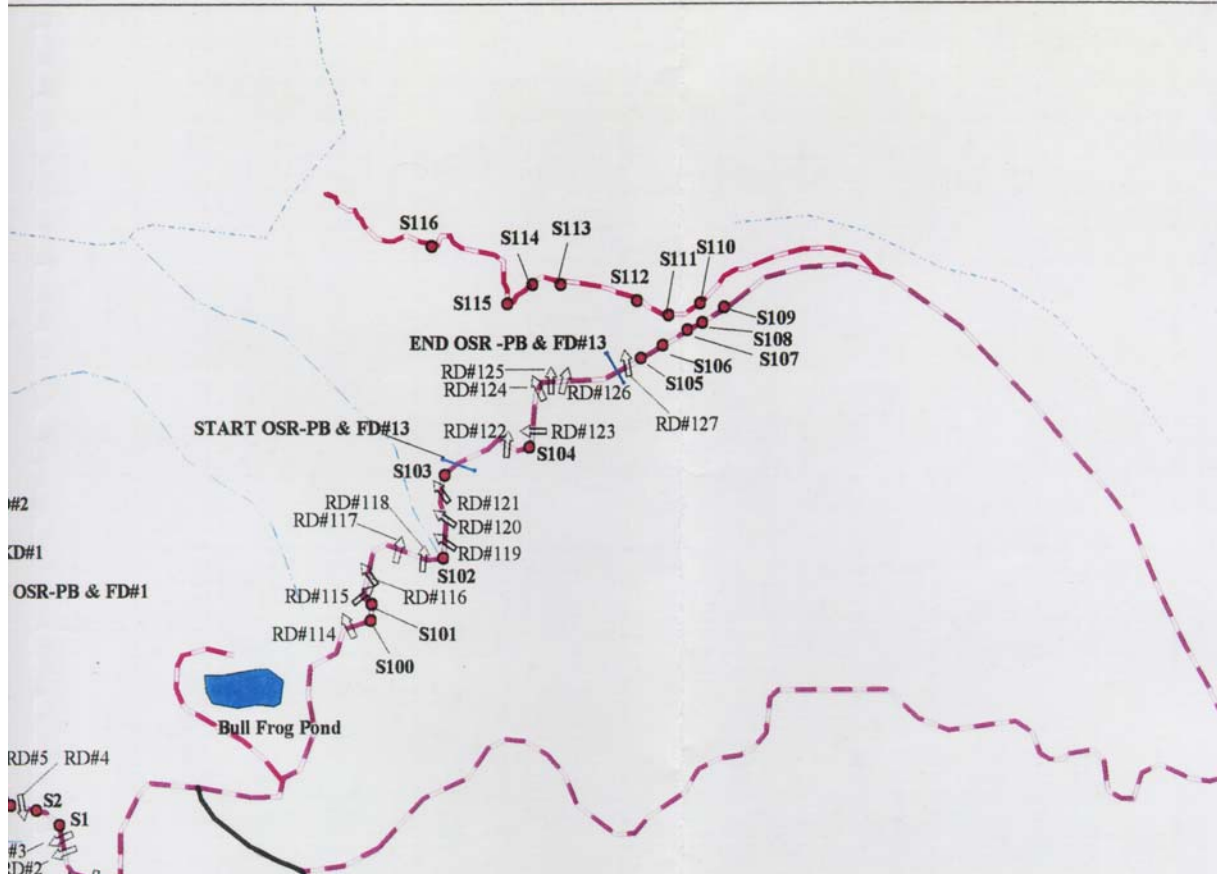 S116
S114
S113
S110
S111
S112
S115
S109
S108
S107
S106
S105
END OSR -PB & FD#13
RD#125
RD#124
RD#126
RD#127
START OSR-PB & FD#13
RD#122
RD#123
S104
S103
RD#118
RD#121
RD#117
RD#120
RD#119
S102
#2
D#1
OSR-PB & FD#1
RD#115
RD#116
RD#114
S101
S100
Bull Frog Pond
RD#5
RD#4
S2
S1
#3
RD#2